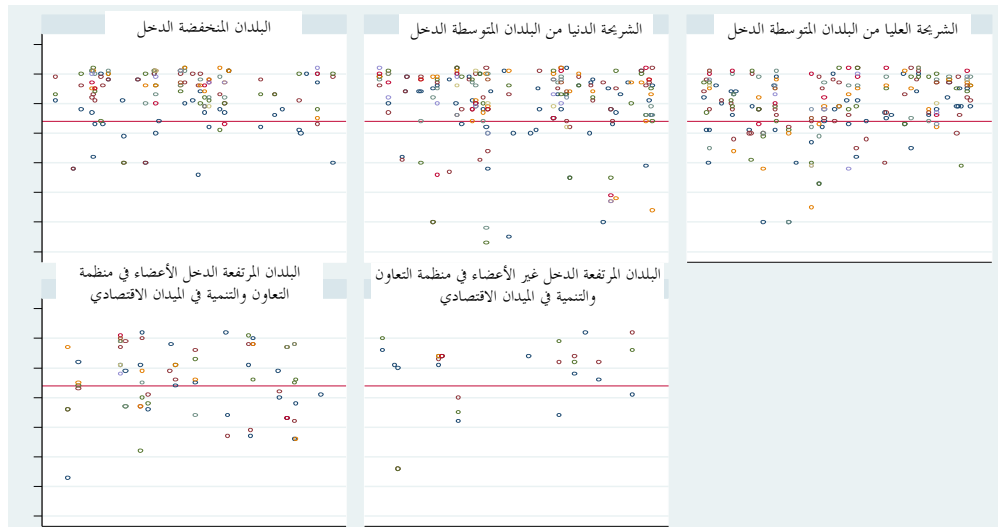 البلدان المنخفضة الدخل
الشريحة الدنيا من البلدان المتوسطة الدخل
الشريحة العليا من البلدان المتوسطة الدخل
البلدان المرتفعة الدخل الأعضاء في منظمة
التعاون والتنمية في الميدان الاقتصادي
البلدان المرتفعة الدخل غير الأعضاء في منظمة التعاون
والتنمية في الميدان الاقتصادي